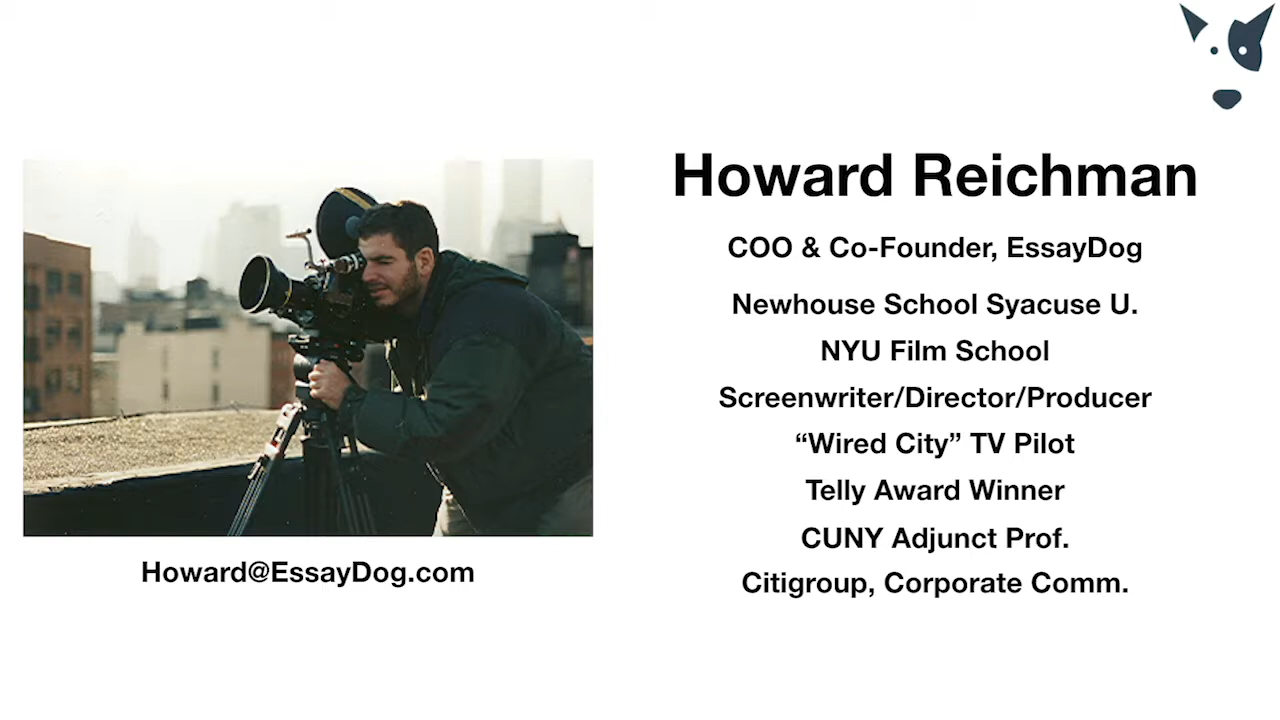 Howard Reichman
COO & Co-Founder, EssayDog
Newhouse School Syacuse U.
NYU Film School
Screenwriter/Director/Producer
“Wired City” TV Pilot
Telly Award Winner
CUNY Adjunct Prof.
Citigroup, Corporate Comm.
Howard@EssayDog.com